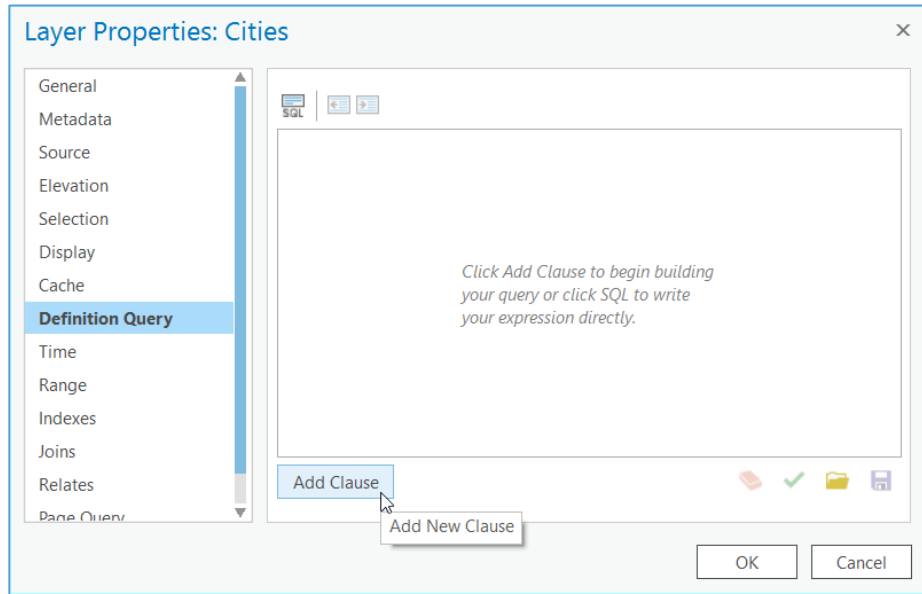 Layer Properties: Cities
General
Metadata
Source
Elevation
Selection
Display
Cache
Definition Query
Time
Range
Indexes
Joins
Relates
Page Query
SQL
Click Add Clause to begin building
your query or click SQL to write
your expression directly.
Add Clause
Add New Clause
OK
Cancel